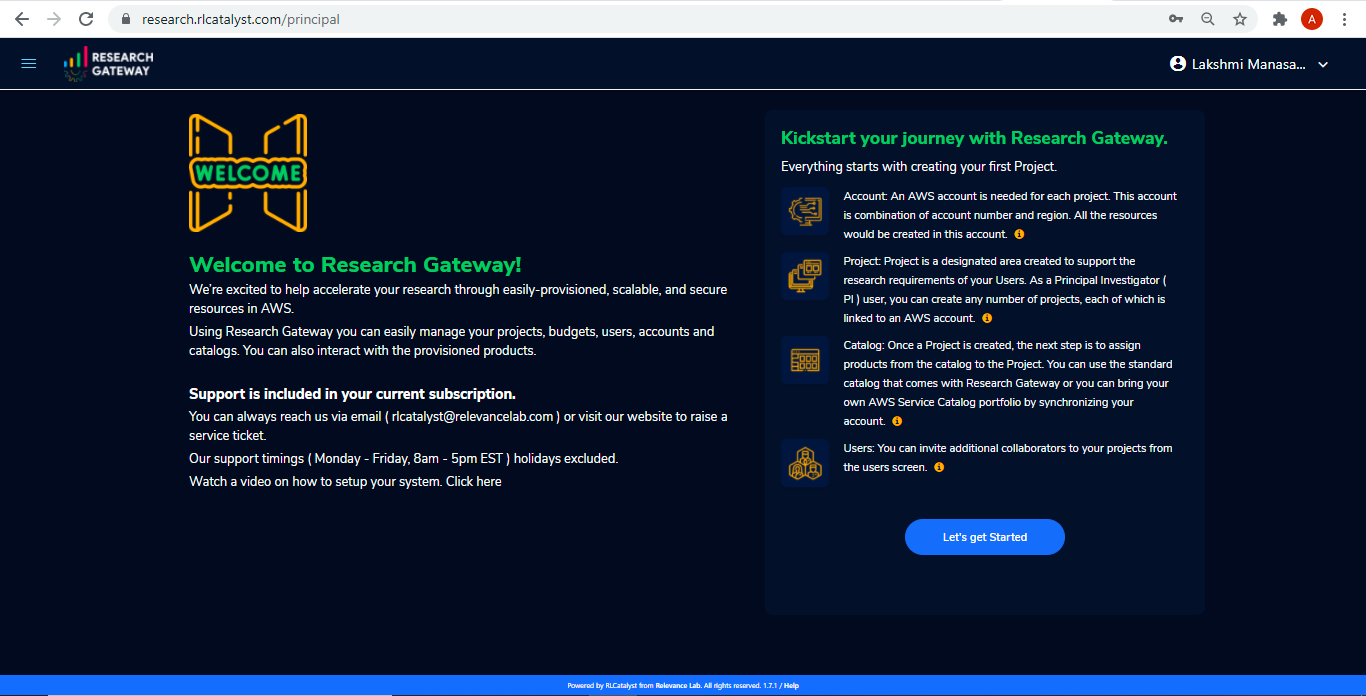 research.rlcatalyst.com/principal
A
RESEARCH
GATEWAY
Lakshmi Manasa...
WELCOME
Welcome to Research Gateway!
We're excited to help accelerate your research through easily-provisioned, scalable, and secure
resources in AWS.
Using Research Gateway you can easily manage your projects, budgets, users, accounts and
catalogs. You can also interact with the provisioned products.
Support is included in your current subscription.
You can always reach us via email ( rlcatalyst@relevancelab.com ) or visit our website to raise a
service ticket.
Our support timings ( Monday - Friday, 8am - 5pm EST ) holidays excluded.
Watch a video on how to setup your system. Click here
Kickstart your journey with Research Gateway.
Everything starts with creating your first Project.
Account: An AWS account is needed for each project. This account
is combination of account number and region. All the resources
would be created in this account.
Project: Project is a designated area created to support the
research requirements of your Users. As a Principal Investigator (
PI ) user, you can create any number of projects, each of which is
linked to an AWS account.
Catalog: Once a Project is created, the next step is to assign
products from the catalog to the Project. You can use the standard
catalog that comes with Research Gateway or you can bring your
own AWS Service Catalog portfolio by synchronizing your
account.
Users: You can invite additional collaborators to your projects from
the users screen.
Let's get Started
Powered by RLCatalyst from Relevance Lab. All rights reserved. 1.7.1 / Help